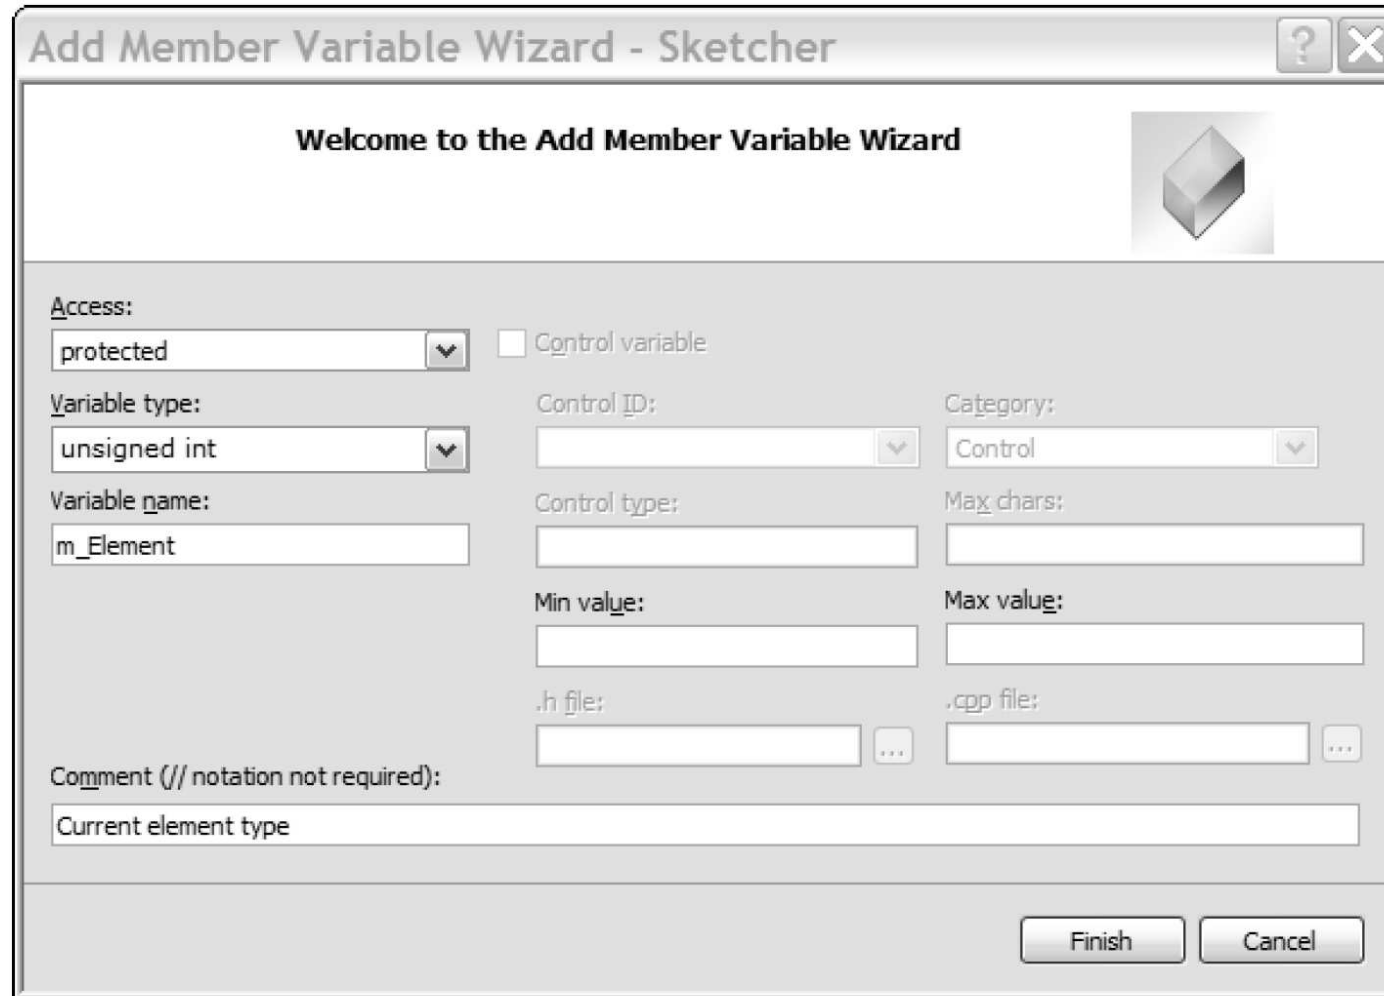 Add Member Variable Wizard - Sketcher
Welcome to the Add Member Variable Wizard
Access:
protected
Control variable
Variable type:
Control ID:
Category:
unsigned int
Control
Variable name:
Control type:
Max chars:
m_Element
Min value:
Max value:
.h file:
.cpp file:
...
...
Comment (// notation not required):
Current element type
Finish
Cancel